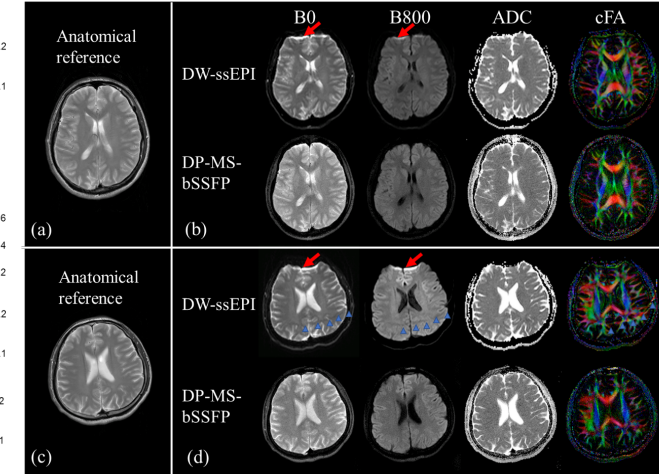 Anatomical
reference
(a)
B0
B800
ADC
cFA
DW-ssEPI
DP-MS-
bSSFP
(b)
Anatomical
reference
(c)
DW-ssEPI
DP-MS-
bSSFP
(d)
2
1
6
4
2
2
1
2
1